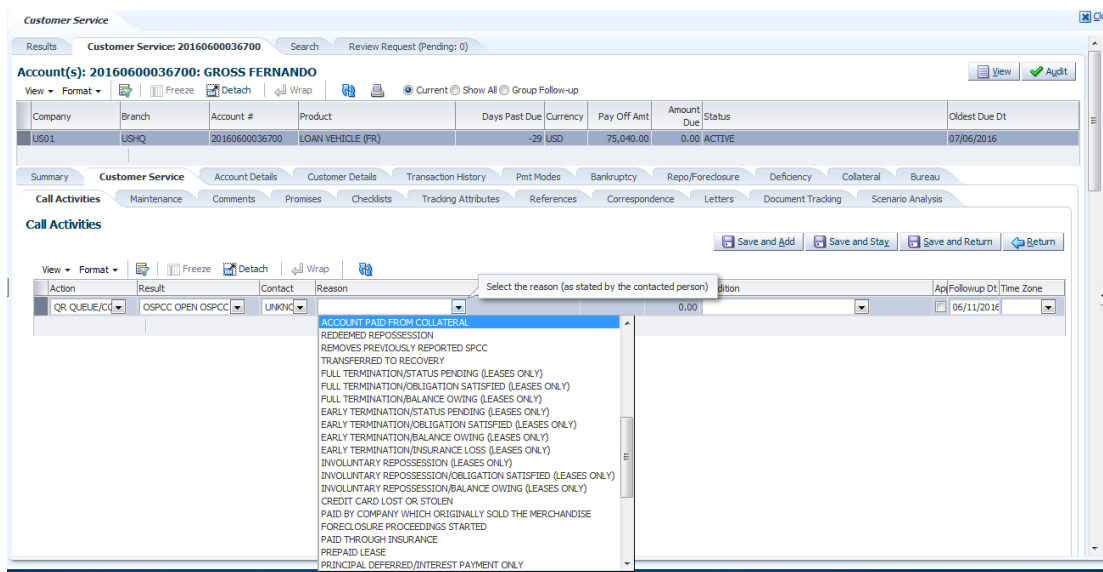 Customer Service
Clo
Results Customer Service: 20160600036700 Search Review Request (Pending: 0)
Account(s): 20160600036700: GROSS FERNANDO
View Audit
View Format Freeze Detach Wrap Current Show All Group Follow-up
Company Branch Account # Product Days Past Due Currency Pay Off Amt Amount Due Status Oldest Due Dt
US01 USHQ 20160600036700 LOAN VEHICLE (FR) -29 USD 75,040.00 0.00 ACTIVE 07/06/2016
Summary Customer Service Account Details Customer Details Transaction History Pmt Modes Bankruptcy Repo/Foreclosure Deficiency Collateral Bureau
Call Activities Maintenance Comments Promises Checklists Tracking Attributes References Correspondence Letters Document Tracking Scenario Analysis
Call Activities
Save and Add Save and Stay Save and Return Return
View Format Freeze Detach Wrap
Select the reason (as stated by the contacted person)
Action Result Contact Reason dition Ap Followup Dt Time Zone
QR QUEUE/CO OSPCC OPEN OSPCC UNKNO 0.00 06/11/2016
ACCOUNT PAID FROM COLLATERAL
REDEEMED REPOSSESSION
REMOVES PREVIOUSLY REPORTED SPCC
TRANSFERRED TO RECOVERY
FULL TERMINATION/STATUS PENDING (LEASES ONLY)
FULL TERMINATION/OBLIGATION SATISFIED (LEASES ONLY)
FULL TERMINATION/BALANCE OWING (LEASES ONLY)
EARLY TERMINATION/STATUS PENDING (LEASES ONLY)
EARLY TERMINATION/OBLIGATION SATISFIED (LEASES ONLY)
EARLY TERMINATION/BALANCE OWING (LEASES ONLY)
EARLY TERMINATION/INSURANCE LOSS (LEASES ONLY)
INVOLUNTARY REPOSSESSION (LEASES ONLY)
INVOLUNTARY REPOSSESSION/OBLIGATION SATISFIED (LEASES ONLY)
INVOLUNTARY REPOSSESSION/BALANCE OWING (LEASES ONLY)
CREDIT CARD LOST OR STOLEN
PAID BY COMPANY WHICH ORIGINALLY SOLD THE MERCHANDISE
FORECLOSURE PROCEEDINGS STARTED
PAID THROUGH INSURANCE
PREPAID LEASE
PRINCIPAL DEFERRED/INTEREST PAYMENT ONLY